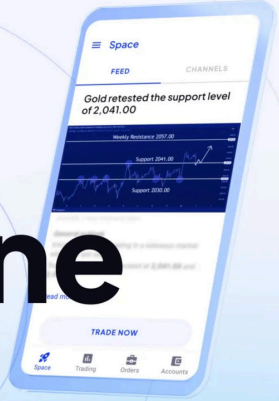 Space
FEED
CHANNELS
Gold retested the support level
of 2,041.00
Weekly Resistance 2057.00
Support 2041.00
Support 2030.00
ne
TRADE NOW
Space
Trading
Orders
Accounts